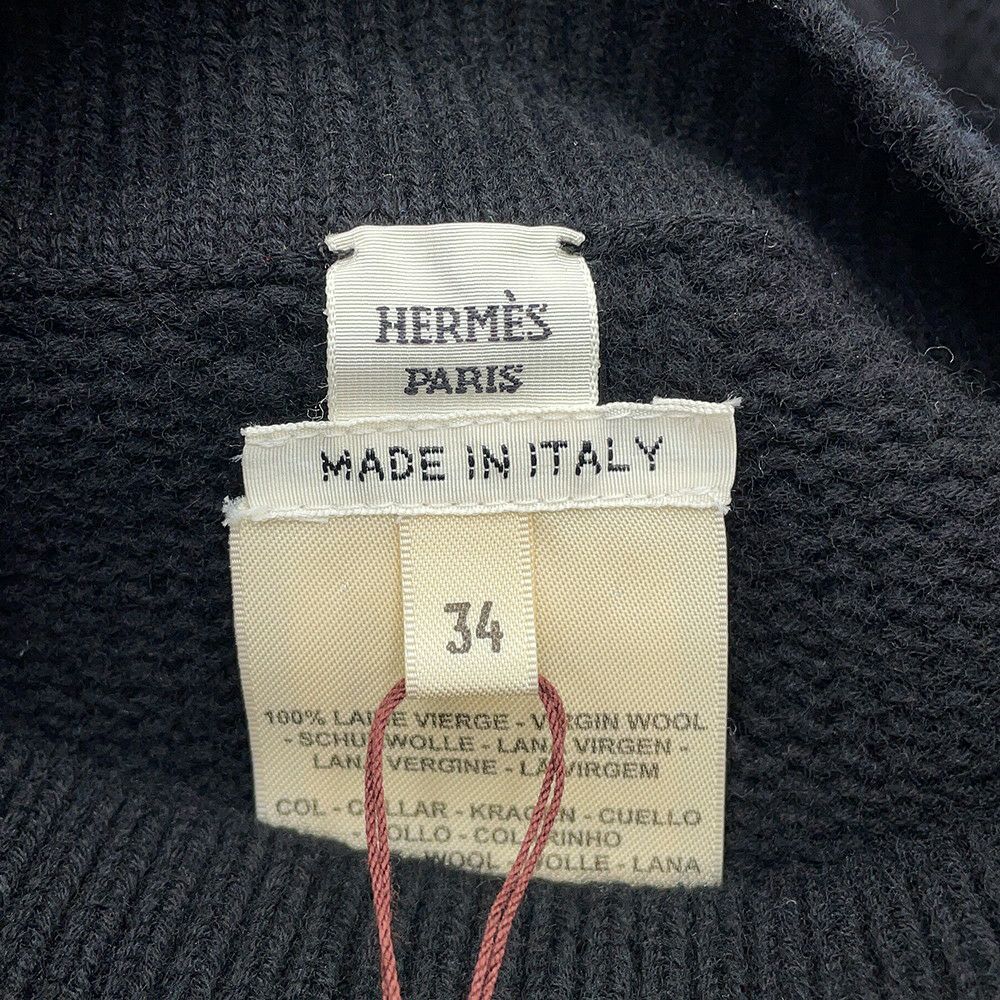 HERMÈS
PARIS
MADE IN ITALY
34
100% LAINE VIERGE - VIRGIN WOOL
- SCHURWOLLE - LANA VIRGEN -
LANA VERGINE - LÃ VIRGEM
COL - COLLAR - KRAGEN - CUELLO
- COLLO - COLARINHO
WOOL - WOLLE - LANA